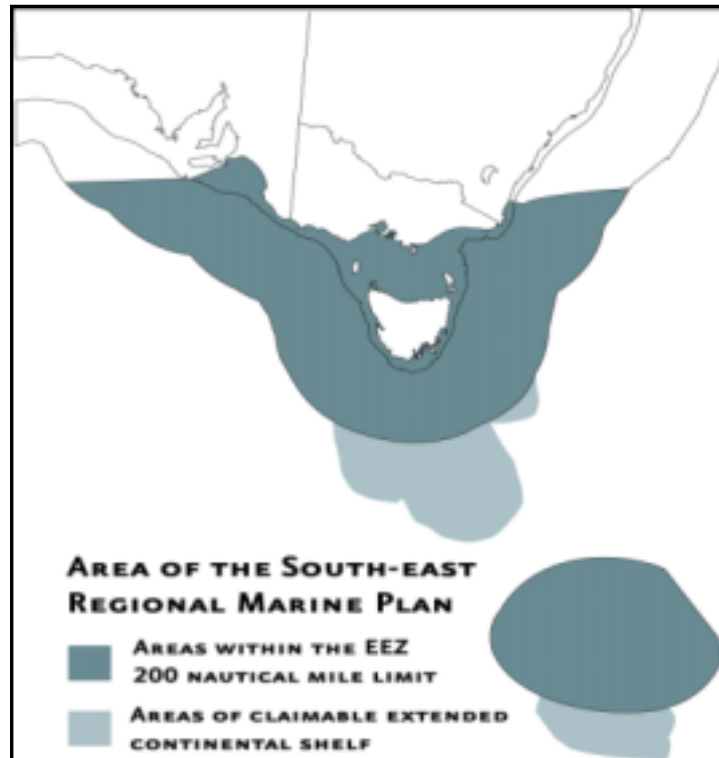 AREA OF THE SOUTH-EAST
REGIONAL MARINE PLAN
AREAS WITHIN THE EEZ
200 NAUTICAL MILE LIMIT
AREAS OF CLAIMABLE EXTENDED
CONTINENTAL SHELF